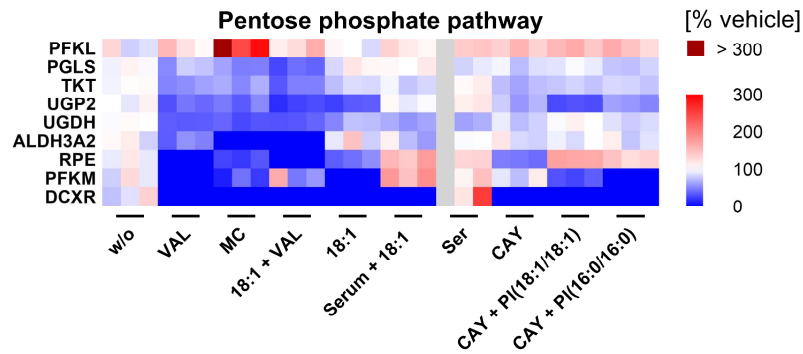 Pentose phosphate pathway
[% vehicle]
> 300
300
200
100
0
PFKL
PGLS
TKT
UGP2
UGDH
ALDH3A2
RPE
PFKM
DCXR
w/o
VAL
MC
18:1 + VAL
18:1
Serum + 18:1
Ser
CAY
CAY + PI(18:1/18:1)
CAY + PI(16:0/16:0)